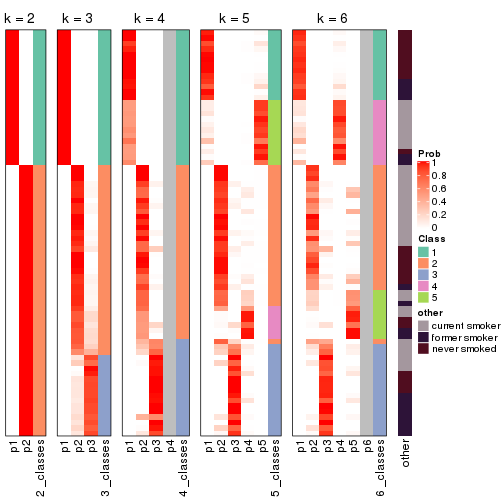 k = 2
k = 3
k = 4
k = 5
k = 6
Prob
1
0.8
0.6
0.4
0.2
0
Class
1
2
3
4
5
other
current smoker
former smoker
never smoked
p1
p2
2_classes
p1
p2
p3
3_classes
p1
p2
p3
p4
4_classes
p1
p2
p3
p4
p5
5_classes
p1
p2
p3
p4
p5
p6
6_classes
other